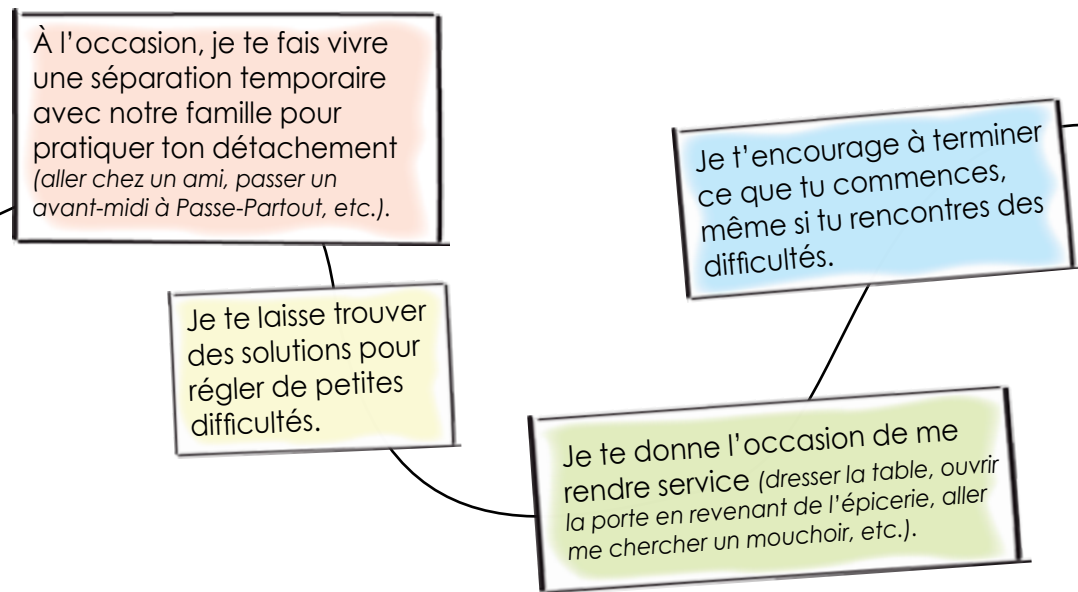 À l’occasion, je te fais vivre
une séparation temporaire
avec notre famille pour
pratiquer ton détachement
(aller chez un ami, passer un
avant-midi à Passe-Partout, etc.).
Je te laisse trouver
des solutions pour
régler de petites
difficultés.
Je te donne l’occasion de me
rendre service (dresser la table, ouvrir
la porte en revenant de l’épicerie, aller
me chercher un mouchoir, etc.).
Je t’encourage à terminer
ce que tu commences,
même si tu rencontres des
difficultés.